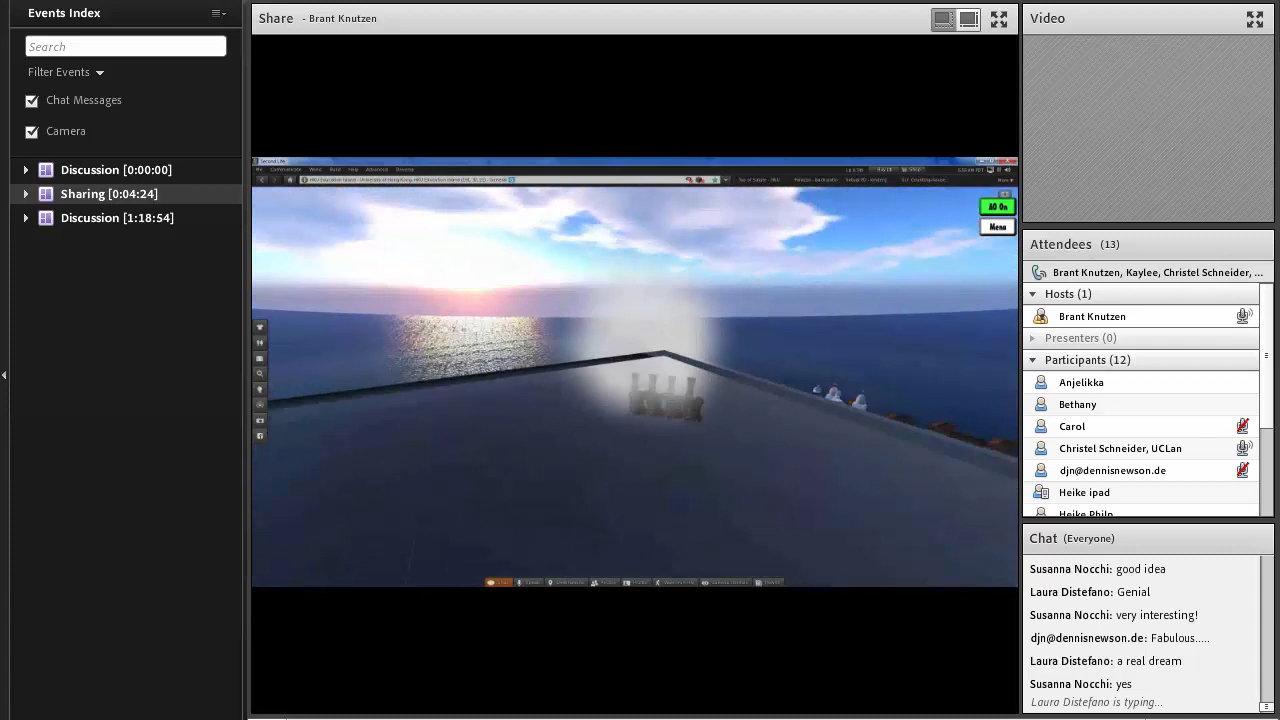 Events Index
Search
Filter Events
Chat Messages
Camera
Discussion [0:00:00]
Sharing [0:04:24]
Discussion [1:18:54]
Share - Brant Knutzen
Second Life
AO On
Menu
Video
Attendees (13)
Brant Knutzen, Kaylee, Christel Schneider, ...
Hosts (1)
Brant Knutzen
Presenters (0)
Participants (12)
Anjelikka
Bethany
Carol
Christel Schneider, UCLan
djn@dennisnewson.de
Heike ipad
Heike Philp
Chat (Everyone)
Susanna Nocchi: good idea
Laura Distefano: Genial
Susanna Nocchi: very interesting!
djn@dennisnewson.de: Fabulous.....
Laura Distefano: a real dream
Susanna Nocchi: yes
Laura Distefano is typing...